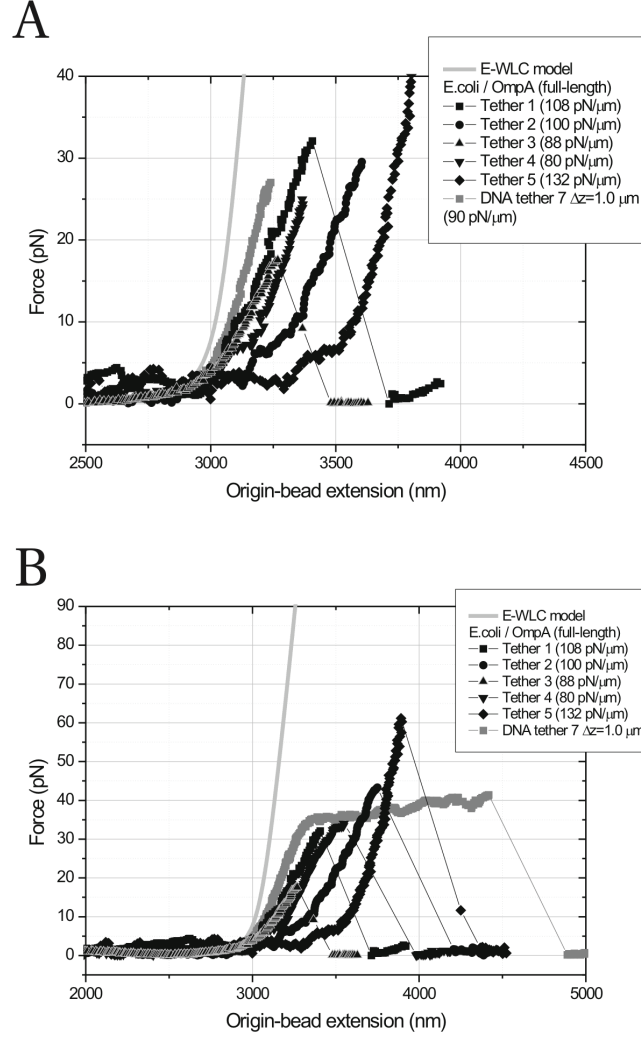 A
E-WLC model
E.coli / OmpA (full-length)
Tether 1 (108 pN/μm)
Tether 2 (100 pN/μm)
Tether 3 (88 pN/μm)
Tether 4 (80 pN/μm)
Tether 5 (132 pN/μm)
DNA tether 7 Δz=1.0 μm
(90 pN/μm)
40
30
20
10
0
Force (pN)
2500 3000 3500 4000 4500
Origin-bead extension (nm)
B
E-WLC model
E.coli / OmpA (full-length)
Tether 1 (108 pN/μm)
Tether 2 (100 pN/μm)
Tether 3 (88 pN/μm)
Tether 4 (80 pN/μm)
Tether 5 (132 pN/μm)
DNA tether 7 Δz=1.0 μm
90
80
70
60
50
40
30
20
10
0
Force (pN)
2000 3000 4000 5000
Origin-bead extension (nm)